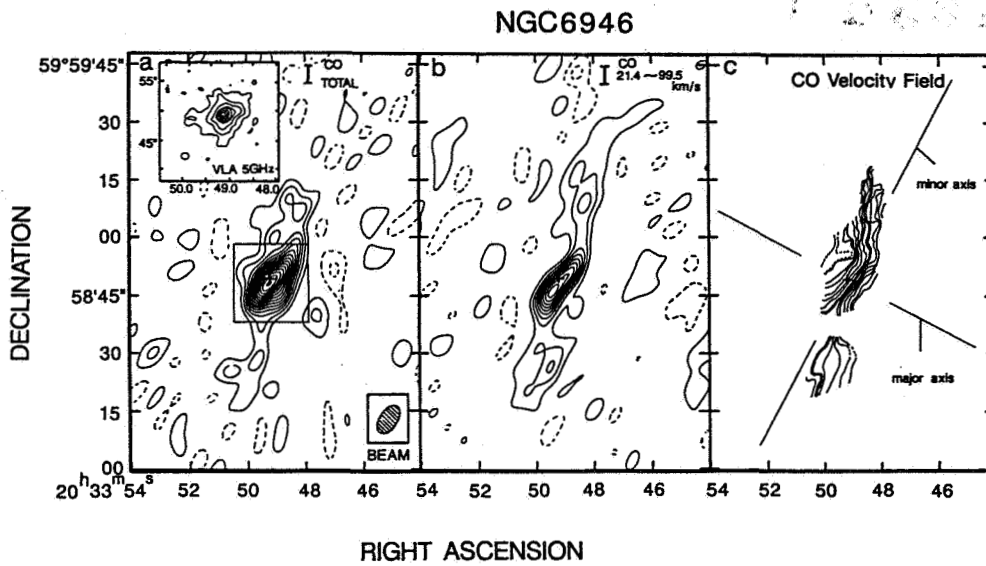 NGC6946
a
I CO TOTAL
55"
45"
VLA 5GHz
50.0 49.0 48.0
b
I CO 21.4 ~ 99.5 km/s
c
CO Velocity Field
minor axis
major axis
BEAM
59°59'45"
30
15
00
58'45"
30
15
00
DECLINATION
20h33m54s 52 50 48 46 54 52 50 48 46 54 52 50 48 46
RIGHT ASCENSION